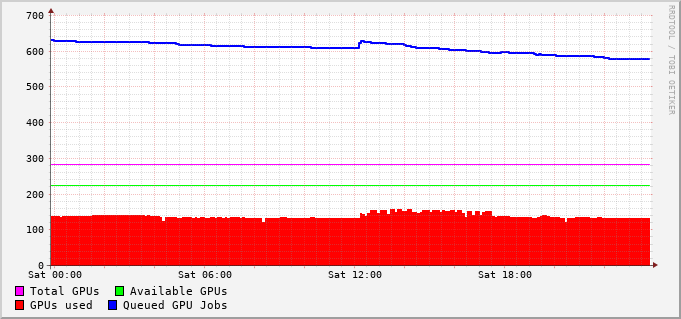 700
600
500
400
300
200
100
0
Sat 00:00 Sat 06:00 Sat 12:00 Sat 18:00
Total GPUs Available GPUs
GPUs used Queued GPU Jobs
RRDTOOL / TOBI OETIKER